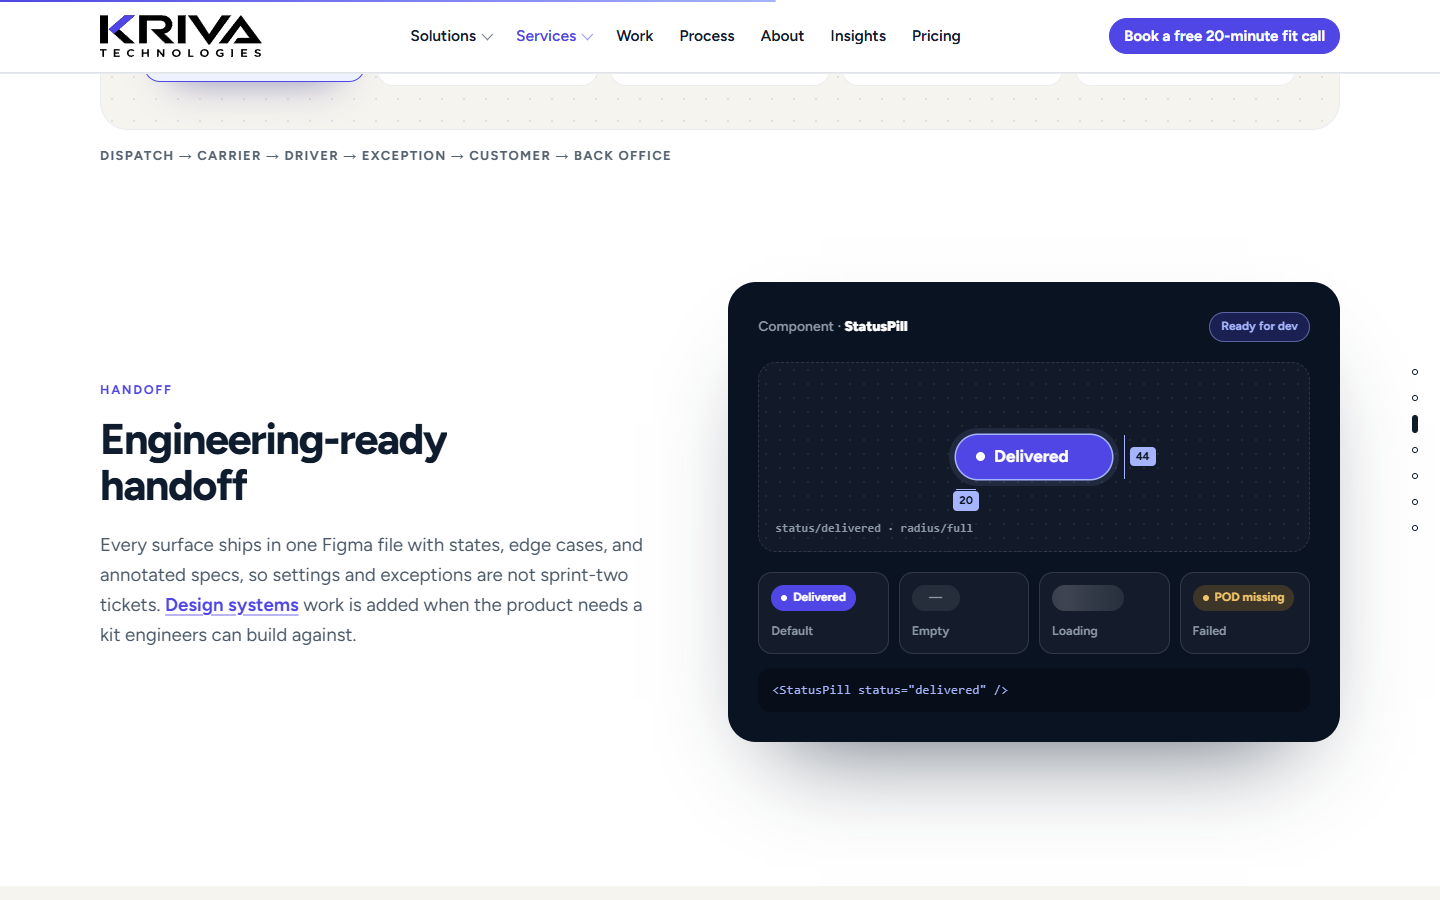 KRIVA
TECHNOLOGIES
Solutions Services Work Process About Insights Pricing
Book a free 20-minute fit call
DISPATCH → CARRIER → DRIVER → EXCEPTION → CUSTOMER → BACK OFFICE
HANDOFF
Engineering-ready
handoff
Every surface ships in one Figma file with states, edge cases, and
annotated specs, so settings and exceptions are not sprint-two
tickets. Design systems work is added when the product needs a
kit engineers can build against.
Component · StatusPill
Ready for dev
Delivered
44
20
status/delivered · radius/full
Delivered
Default
—
Empty
Loading
POD missing
Failed
<StatusPill status="delivered" />